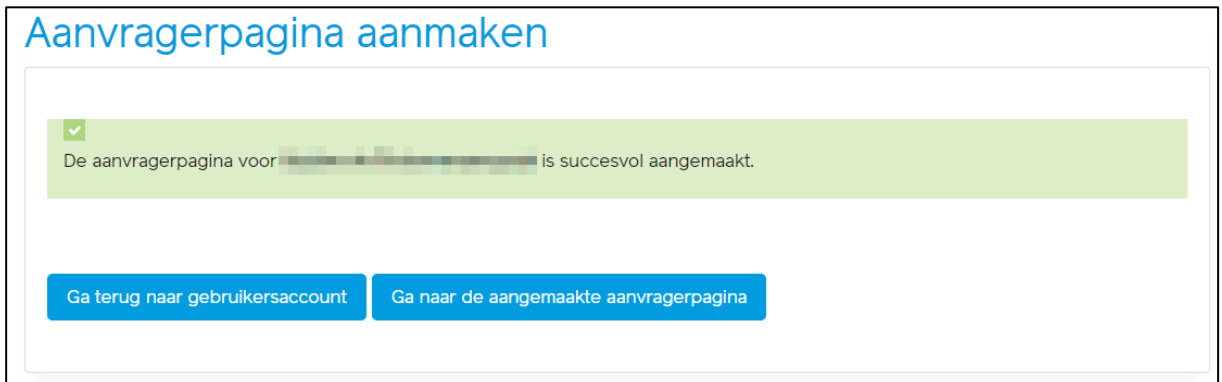 Aanvragerpagina aanmaken
De aanvragerpagina voor is succesvol aangemaakt.
Ga terug naar gebruikersaccount
Ga naar de aangemaakte aanvragerpagina